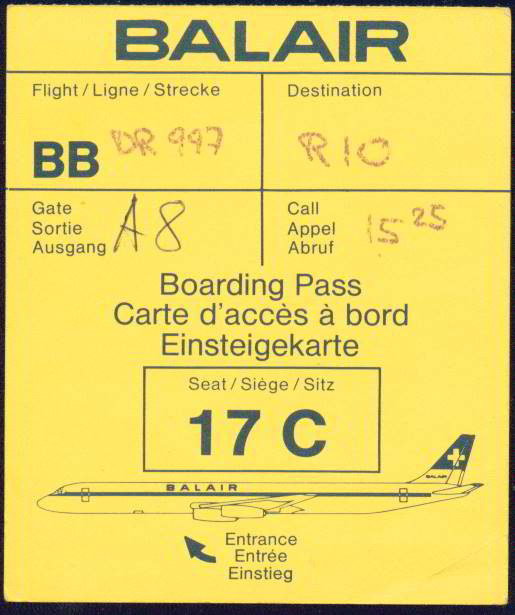 BALAIR
Flight / Ligne / Strecke
BB DR 997
Destination
RIO
Gate
Sortie
Ausgang
A8
Call
Appel
Abruf
15 25
Boarding Pass
Carte d'accès à bord
Einsteigekarte
Seat / Siège / Sitz
17 C
BALAIR
BALAIR
Entrance
Entrée
Einstieg